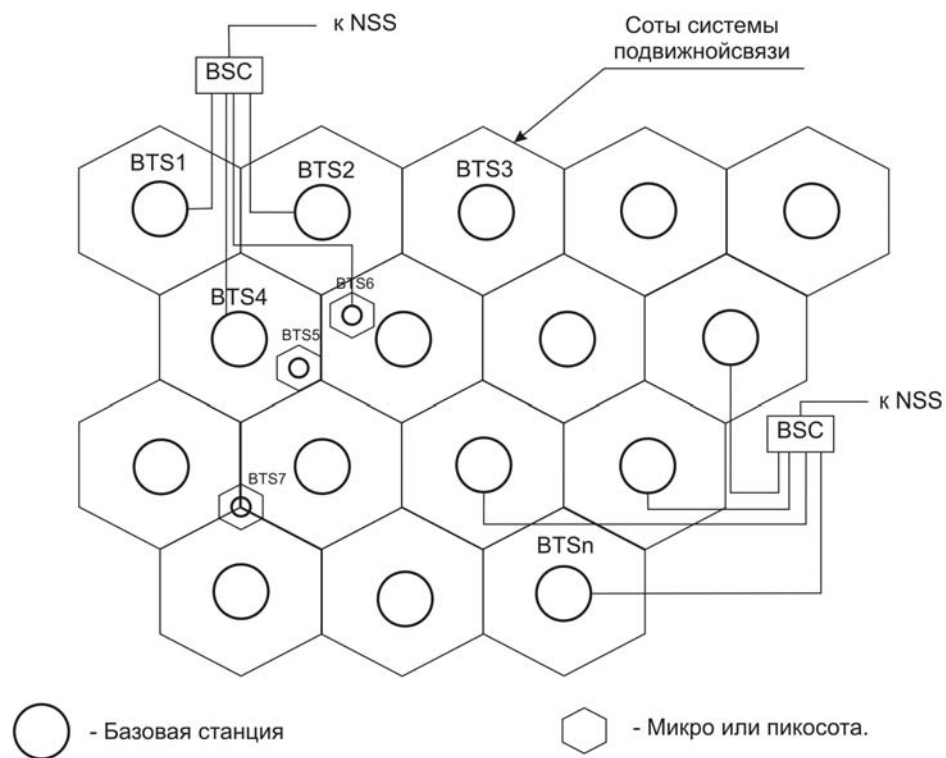 к NSS
Соты системы
подвижнойсвязи
BSC
BTS1
BTS2
BTS3
BTS4
BTS6
BTS5
к NSS
BSC
BTS7
BTSn
- Базовая станция
- Микро или пикосота.